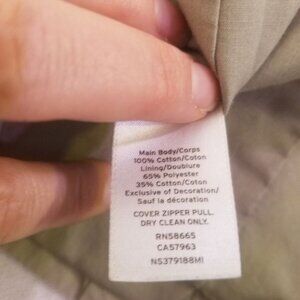 Main Body/Corps
100% Cotton/Coton
Lining/Doublure
65% Polyester
35% Cotton/Coton
Exclusive of Decoration/
Sauf la décoration
COVER ZIPPER PULL.
DRY CLEAN ONLY.
RN58665
CA57963
NS379188MI